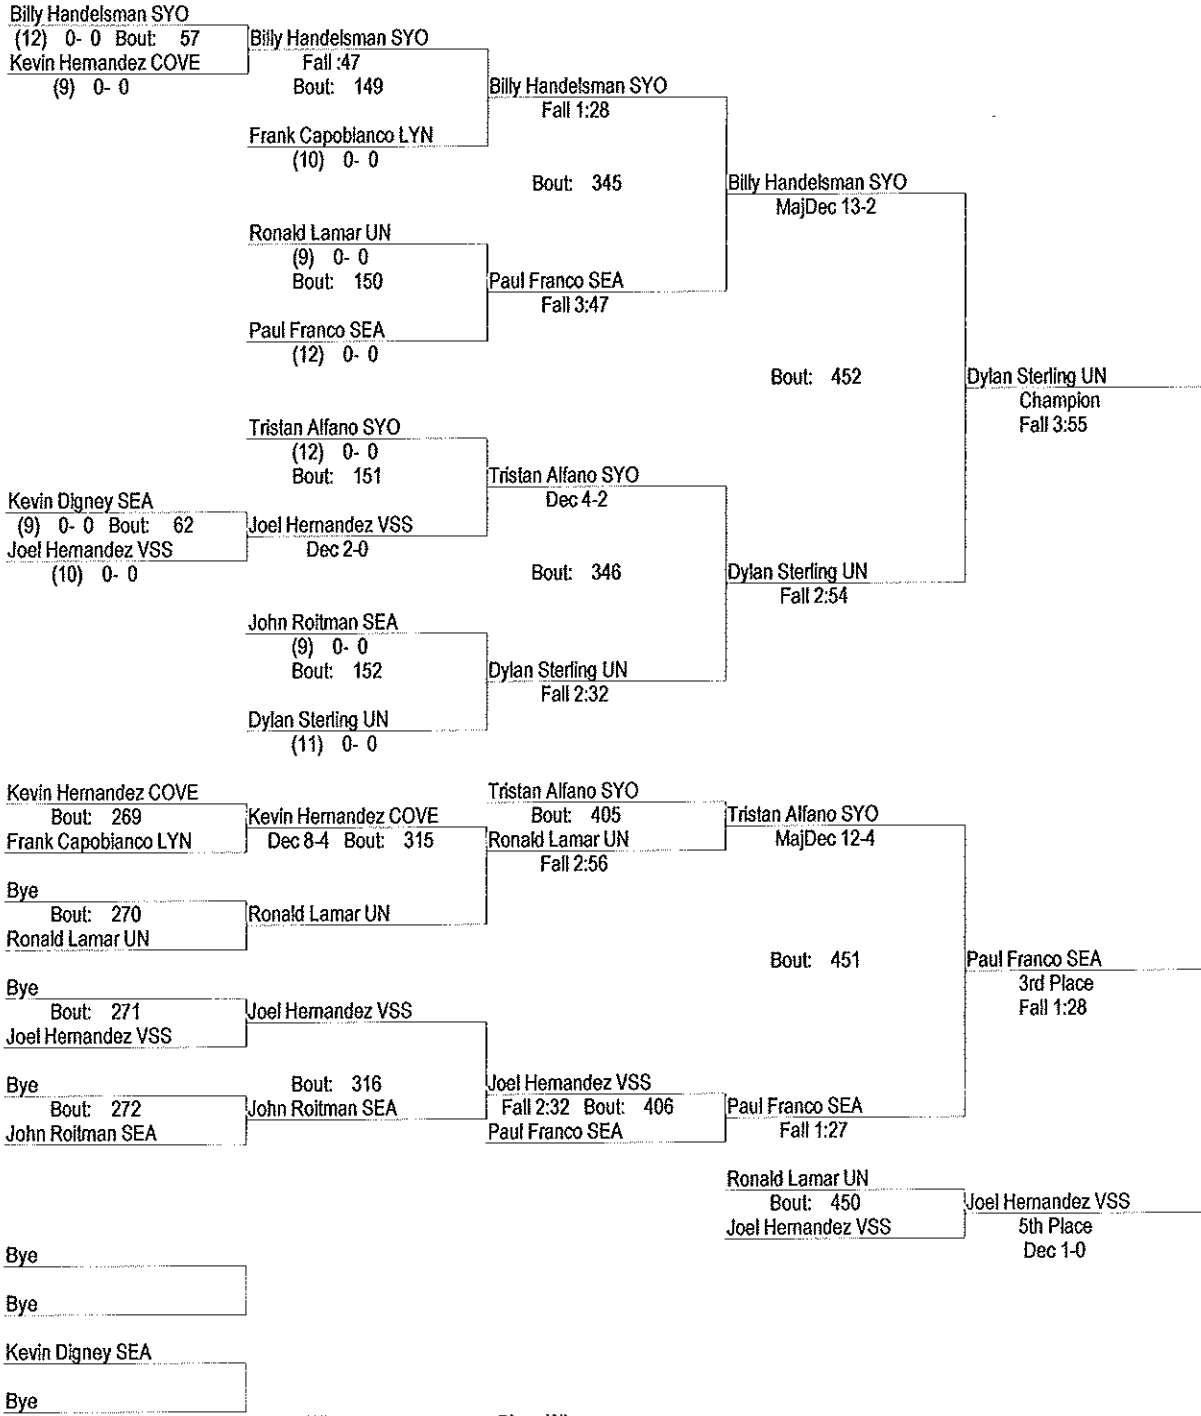 Billy Handelsman SYO
(12) 0- 0 Bout: 57
Kevin Hernandez COVE
(9) 0- 0
Billy Handelsman SYO
Fall :47
Bout: 149
Frank Capobianco LYN
(10) 0- 0
Billy Handelsman SYO
Fall 1:28
Bout: 345
Ronald Lamar UN
(9) 0- 0
Bout: 150
Paul Franco SEA
(12) 0- 0
Paul Franco SEA
Fall 3:47
Billy Handelsman SYO
MajDec 13-2
Bout: 452
Dylan Sterling UN
Champion
Fall 3:55
Tristan Alfano SYO
(12) 0- 0
Bout: 151
Kevin Digney SEA
(9) 0- 0 Bout: 62
Joel Hernandez VSS
(10) 0- 0
Joel Hernandez VSS
Dec 2-0
Tristan Alfano SYO
Dec 4-2
Bout: 346
Dylan Sterling UN
Fall 2:54
John Roitman SEA
(9) 0- 0
Bout: 152
Dylan Sterling UN
(11) 0- 0
Dylan Sterling UN
Fall 2:32
Kevin Hernandez COVE
Bout: 269
Frank Capobianco LYN
Kevin Hernandez COVE
Dec 8-4 Bout: 315
Bye
Bout: 270
Ronald Lamar UN
Ronald Lamar UN
Tristan Alfano SYO
Bout: 405
Ronald Lamar UN
Fall 2:56
Tristan Alfano SYO
MajDec 12-4
Bout: 451
Paul Franco SEA
3rd Place
Fall 1:28
Bye
Bout: 271
Joel Hernandez VSS
Joel Hernandez VSS
Bye
Bout: 272
John Roitman SEA
Bout: 316
John Roitman SEA
Joel Hernandez VSS
Fall 2:32 Bout: 406
Paul Franco SEA
Paul Franco SEA
Fall 1:27
Ronald Lamar UN
Bout: 450
Joel Hernandez VSS
Joel Hernandez VSS
5th Place
Dec 1-0
Bye
Bye
Kevin Digney SEA
Bye